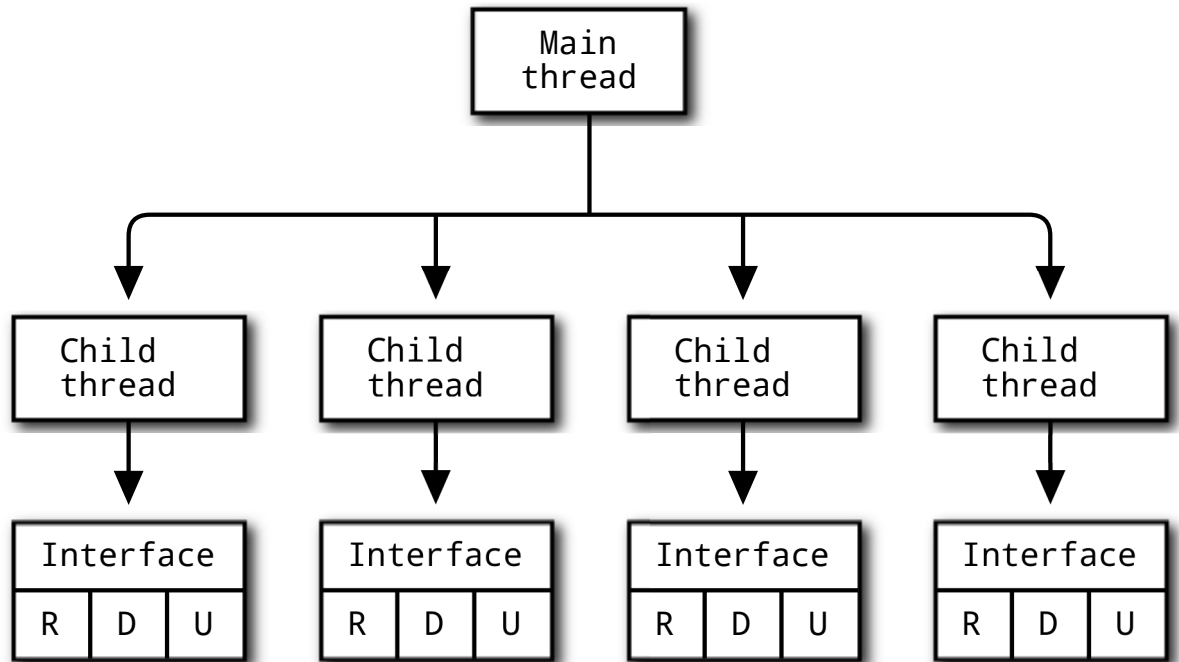 Main
thread
Child
thread
Child
thread
Child
thread
Child
thread
Interface
R D U
Interface
R D U
Interface
R D U
Interface
R D U